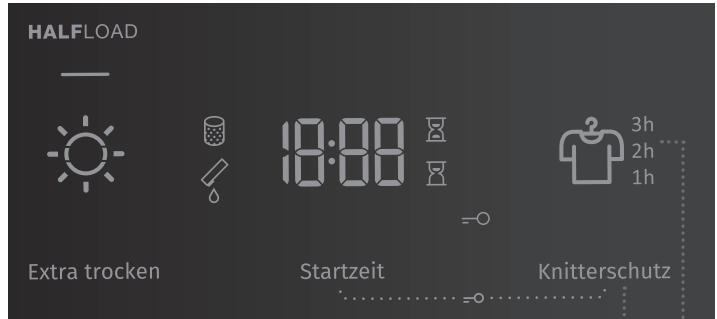 HALFLOAD
18:88
3h
2h
1h
Extra trocken
Startzeit
Knitterschutz